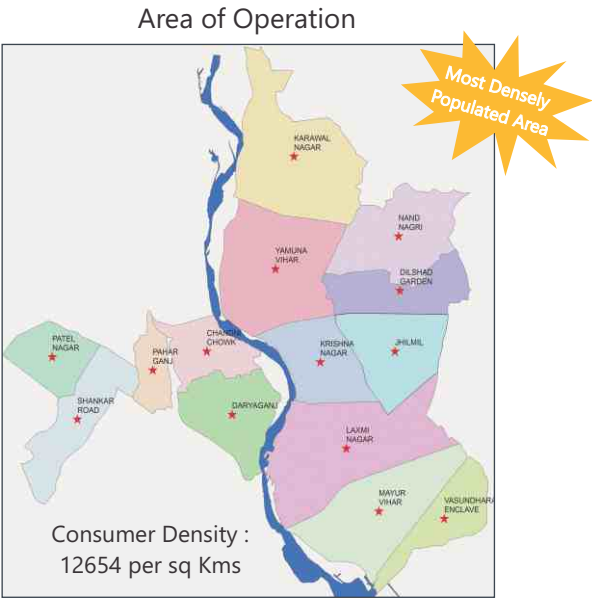 Area of Operation
Most Densely
Populated Area
KARAWAL
NAGAR
NAND
NAGRI
YAMUNA
VIHAR
DILSHAD
GARDEN
PATEL
NAGAR
PAHAR
GANJ
CHANDNI
CHOWK
KRISHNA
NAGAR
JHILMIL
SHANKAR
ROAD
DARYAGANJ
LAXMI
NAGAR
MAYUR
VIHAR
VASUNDHARA
ENCLAVE
Consumer Density :
12654 per sq Kms